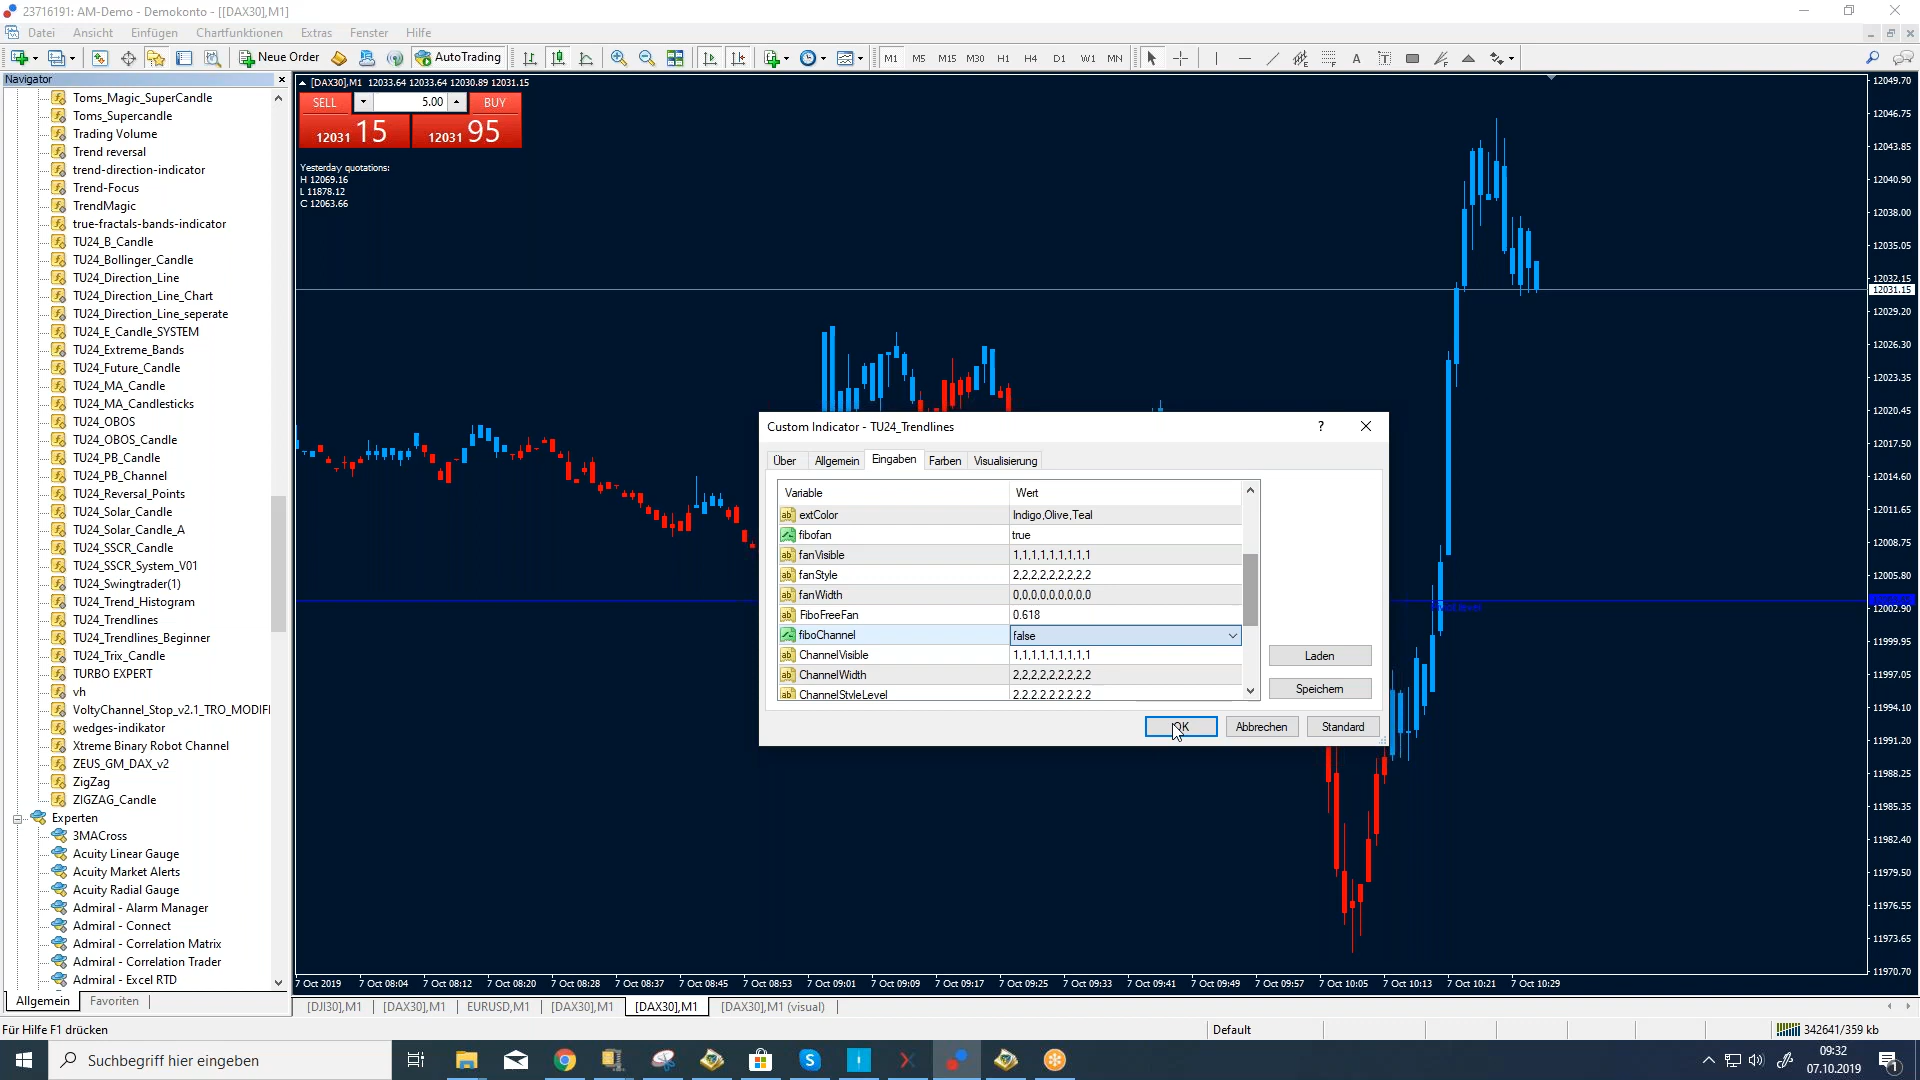 23716191: AM-Demo - Demokonto - [[DAX30],M1]
Datei Ansicht Einfügen Chartfunktionen Extras Fenster Hilfe
Neue Order AutoTrading M1 M5 M15 M30 H1 H4 D1 W1 MN A T
Navigator
Toms_Magic_SuperCandle
Toms_Supercandle
Trading Volume
Trend reversal
trend-direction-indicator
Trend-Focus
TrendMagic
true-fractals-bands-indicator
TU24_B_Candle
TU24_Bollinger_Candle
TU24_Direction_Line
TU24_Direction_Line_Chart
TU24_Direction_Line_seperate
TU24_E_Candle_SYSTEM
TU24_Extreme_Bands
TU24_Future_Candle
TU24_MA_Candle
TU24_MA_Candlesticks
TU24_OBOS
TU24_OBOS_Candle
TU24_PB_Candle
TU24_PB_Channel
TU24_Reversal_Points
TU24_Solar_Candle
TU24_Solar_Candle_A
TU24_SSCR_Candle
TU24_SSCR_System_V01
TU24_Swingtrader(1)
TU24_Trend_Histogram
TU24_Trendlines
TU24_Trendlines_Beginner
TU24_Trix_Candle
TURBO EXPERT
vh
VoltyChannel_Stop_v2.1_TRO_MODIFI
wedges-indikator
Xtreme Binary Robot Channel
ZEUS_GM_DAX_v2
ZigZag
ZIGZAG_Candle
Experten
3MACross
Acuity Linear Gauge
Acuity Market Alerts
Acuity Radial Gauge
Admiral - Alarm Manager
Admiral - Connect
Admiral - Correlation Matrix
Admiral - Correlation Trader
Admiral - Excel RTD
Allgemein Favoriten
[DAX30],M1 12033.64 12033.64 12030.89 12031.15
SELL 5.00 BUY
12031 15 12031 95
Yesterday quotations:
H 12069.16
L 11878.12
C 12063.66
Custom Indicator - TU24_Trendlines ?
Über Allgemein Eingaben Farben Visualisierung
Variable Wert
extColor Indigo,Olive,Teal
fibofan true
fanVisible 1,1,1,1,1,1,1,1,1
fanStyle 2,2,2,2,2,2,2,2,2
fanWidth 0,0,0,0,0,0,0,0,0
FiboFreeFan 0.618
fiboChannel false
ChannelVisible 1,1,1,1,1,1,1,1,1
ChannelWidth 2,2,2,2,2,2,2,2,2
ChannelStyleLevel 2,2,2,2,2,2,2,2,2
Laden
Speichern
OK Abbrechen Standard
12049.70
12046.75
12043.85
12040.90
12038.00
12035.05
12032.15
12031.15
12029.20
12026.30
12023.35
12020.45
12017.50
12014.60
12011.65
12008.75
12005.80
12002.90
11999.95
11997.05
11994.10
11991.20
11988.25
11985.35
11982.40
11979.50
11976.55
11973.65
11970.70
7 Oct 2019 7 Oct 08:04 7 Oct 08:12 7 Oct 08:20 7 Oct 08:28 7 Oct 08:37 7 Oct 08:45 7 Oct 08:53 7 Oct 09:01 7 Oct 09:09 7 Oct 09:17 7 Oct 09:25 7 Oct 09:33 7 Oct 09:41 7 Oct 09:49 7 Oct 09:57 7 Oct 10:05 7 Oct 10:13 7 Oct 10:21 7 Oct 10:29
[DJI30],M1 [DAX30],M1 EURUSD,M1 [DAX30],M1 [DAX30],M1 [DAX30],M1 (visual)
Für Hilfe F1 drücken Default 342641/359 kb
Suchbegriff hier eingeben
09:32
07.10.2019
1